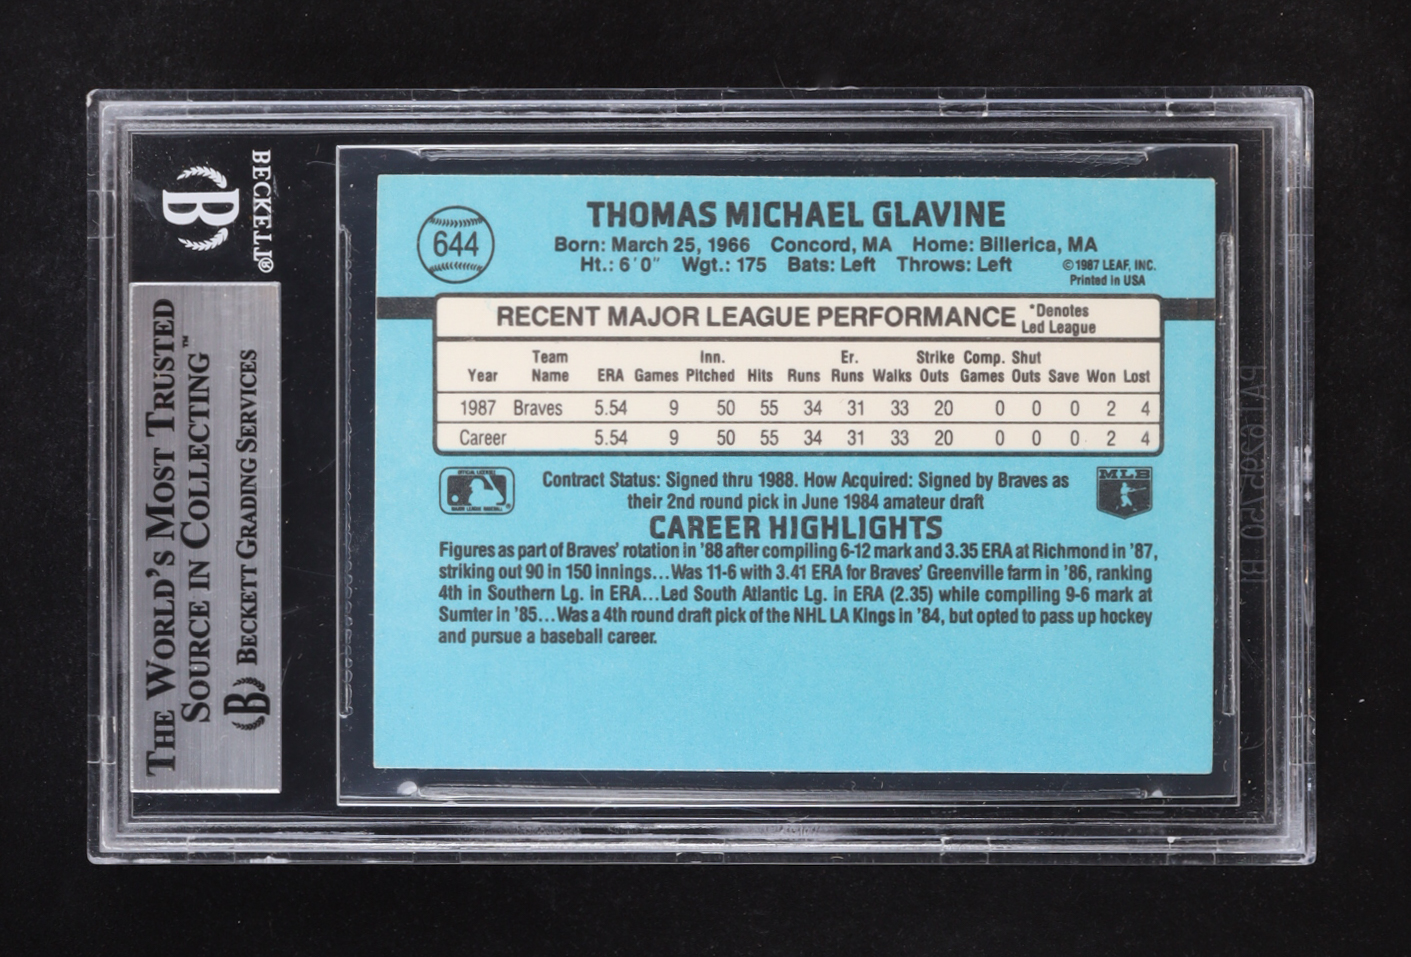 BECKETT®
B
THE WORLD'S MOST TRUSTED
SOURCE IN COLLECTING™
B BECKETT GRADING SERVICES
644
THOMAS MICHAEL GLAVINE
Born: March 25, 1966 Concord, MA Home: Billerica, MA
Ht.: 6'0" Wgt.: 175 Bats: Left Throws: Left
©1987 LEAF, INC.
Printed in USA
RECENT MAJOR LEAGUE PERFORMANCE
*Denotes
Led League
Team Inn. Er. Strike Comp. Shut
Year Name ERA Games Pitched Hits Runs Runs Walks Outs Games Outs Save Won Lost
1987 Braves 5.54 9 50 55 34 31 33 20 0 0 0 2 4
Career 5.54 9 50 55 34 31 33 20 0 0 0 2 4
Contract Status: Signed thru 1988. How Acquired: Signed by Braves as
their 2nd round pick in June 1984 amateur draft
MLB
CAREER HIGHLIGHTS
Figures as part of Braves' rotation in '88 after compiling 6-12 mark and 3.35 ERA at Richmond in '87,
striking out 90 in 150 innings...Was 11-6 with 3.41 ERA for Braves' Greenville farm in '86, ranking
4th in Southern Lg. in ERA...Led South Atlantic Lg. in ERA (2.35) while compiling 9-6 mark at
Sumter in '85...Was a 4th round draft pick of the NHL LA Kings in '84, but opted to pass up hockey
and pursue a baseball career.